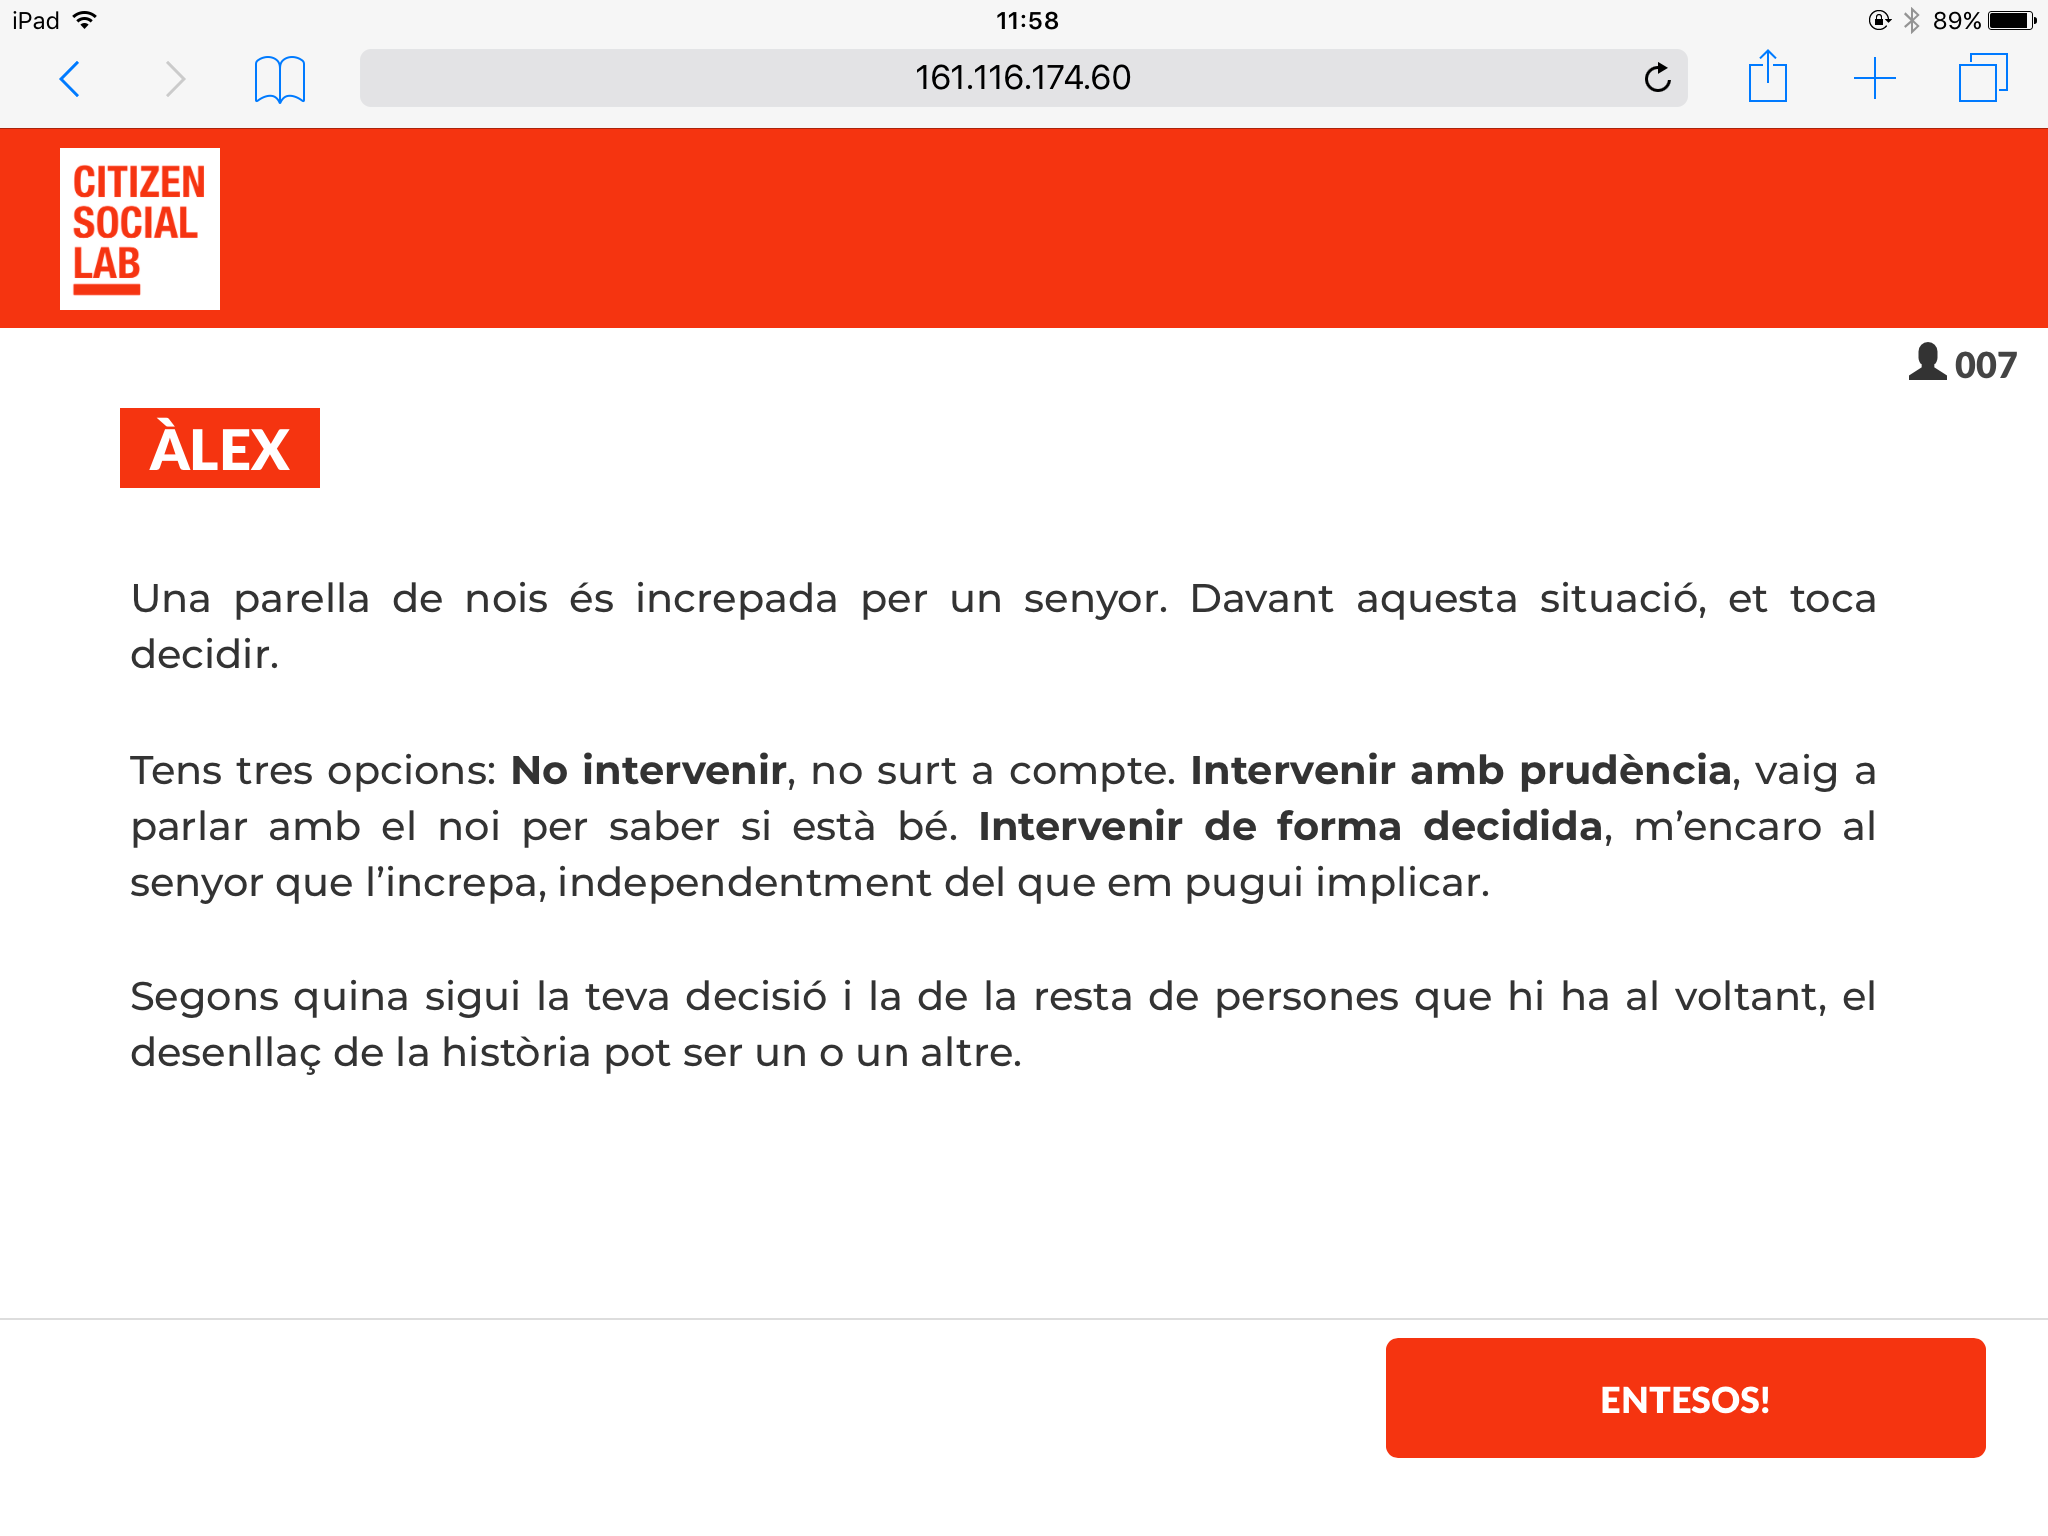 iPad 11:58 89%
161.116.174.60
CITIZEN
SOCIAL
LAB
007
ÀLEX
Una parella de nois és increpada per un senyor. Davant aquesta situació, et toca
decidir.
Tens tres opcions: No intervenir, no surt a compte. Intervenir amb prudència, vaig a
parlar amb el noi per saber si està bé. Intervenir de forma decidida, m’encaro al
senyor que l’increpa, independentment del que em pugui implicar.
Segons quina sigui la teva decisió i la de la resta de persones que hi ha al voltant, el
desenllaç de la història pot ser un o un altre.
ENTESOS!